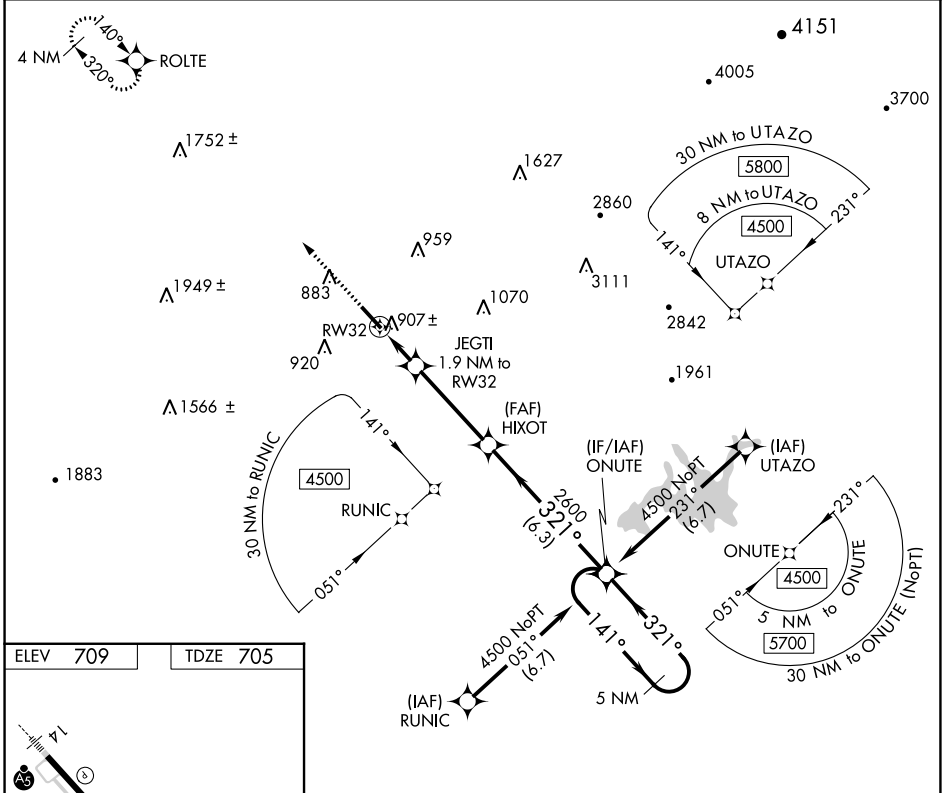 140°
320°
4 NM
ROLTE
4151
4005
3700
1752 ±
1627
30 NM to UTAZO
5800
8 NM to UTAZO
4500
141°
231°
UTAZO
2860
959
3111
1949 ±
883
1070
2842
RW32
907 ±
JEGTI
1.9 NM to
RW32
920
1961
1566 ±
(FAF)
HIXOT
30 NM to RUNIC
141°
4500
RUNIC
051°
1883
(IF/IAF)
ONUTE
(IAF)
UTAZO
4500 NoPT
231°
(6.7)
2600
321°
(6.3)
231°
ONUTE
4500
051°
5 NM to ONUTE
5700
30 NM to ONUTE (NoPT)
141°
321°
5 NM
4500 NoPT
051°
(6.7)
(IAF)
RUNIC
ELEV 709
TDZE 705
14
A5
P